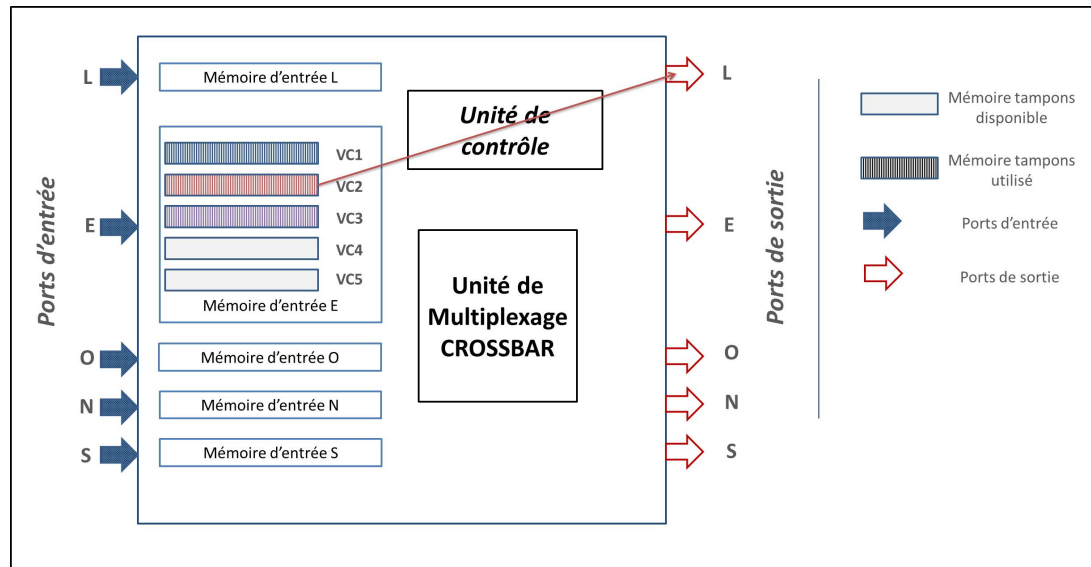 Ports d'entrée
L
E
O
N
S
Mémoire d'entrée L
VC1
VC2
VC3
VC4
VC5
Mémoire d'entrée E
Mémoire d'entrée O
Mémoire d'entrée N
Mémoire d'entrée S
Unité de
contrôle
Unité de
Multiplexage
CROSSBAR
L
E
O
N
S
Ports de sortie
Mémoire tampons
disponible
Mémoire tampons
utilisé
Ports d'entrée
Ports de sortie